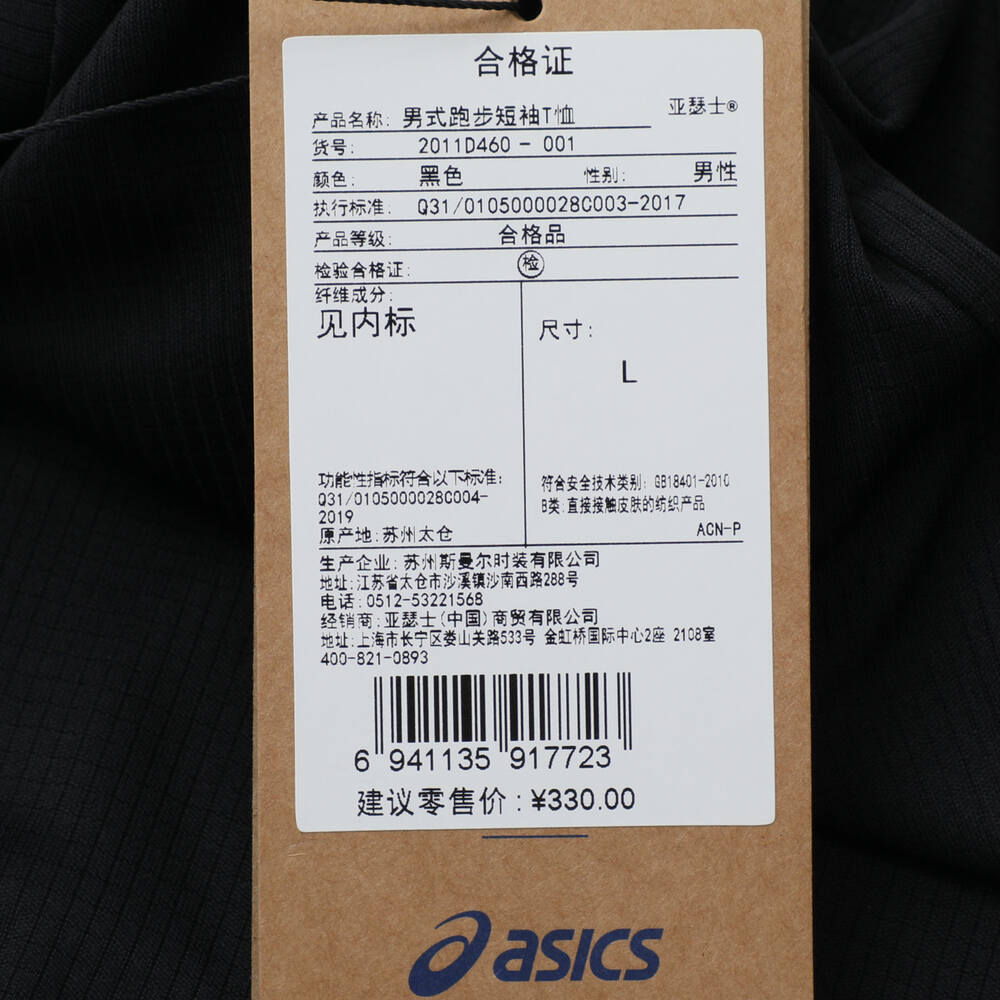 合格证
亚瑟士®
产品名称: 男式跑步短袖T恤
货号: 2011D460 - 001
颜色: 黑色 性别: 男性
执行标准: Q31/0105000028C003-2017
产品等级: 合格品
检验合格证: 检
纤维成分:
见内标
尺寸:
L
功能性指标符合以下标准:
Q31/0105000028C004-
2019
原产地:苏州太仓
符合安全技术类别: GB18401-2010
B类:直接接触皮肤的纺织产品
ACN-P
生产企业: 苏州斯曼尔时装有限公司
地址:江苏省太仓市沙溪镇沙南西路288号
电话:0512-53221568
经销商:亚瑟士(中国)商贸有限公司
地址:上海市长宁区娄山关路533号 金虹桥国际中心2座 2108室
400-821-0893
6 941135 917723
建议零售价:¥330.00
asics